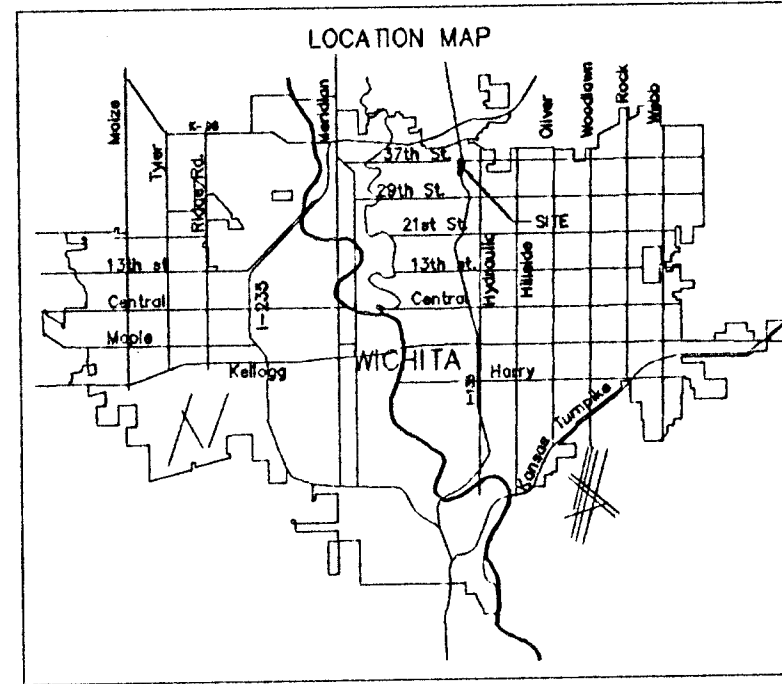 LOCATION MAP
Maize
Tyler
K-96
Ridge Rd.
Meridian
Oliver
Woodlawn
Rock
Webb
37th St.
29th St.
21st St.
SITE
13th st
13th st.
Hydraulic
Hillside
Central
Central
I-235
Maple
Kellogg
WICHITA
I-135
Harry
Kansas Turnpike